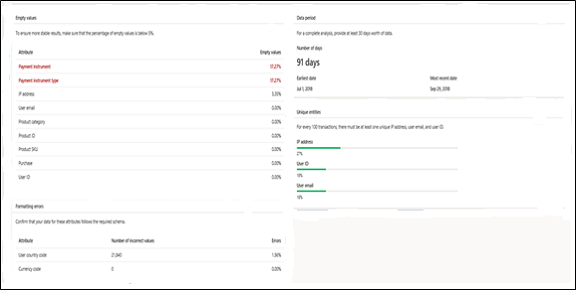 Empty values
To ensure more stable results, make sure that the percentage of empty values is below 5%.
Attribute Empty values
Payment instrument 17.27%
Payment instrument type 17.27%
IP address 3.35%
User email 0.00%
Product category 0.00%
Product ID 0.00%
Product SKU 0.00%
Purchase 0.00%
User ID 0.00%
Formatting errors
Confirm that your data for these attributes follows the required schema.
Attribute Number of incorrect values Errors
User country code 21,040 1.56%
Currency code 0 0.00%
Data period
For a complete analysis, provide at least 30 days worth of data.
Number of days
91 days
Earliest date Most recent date
Jul 1, 2018 Sep 29, 2018
Unique entities
For every 100 transactions, there must be at least one unique IP address, user email, and user ID.
IP address
27%
User ID
18%
User email
18%